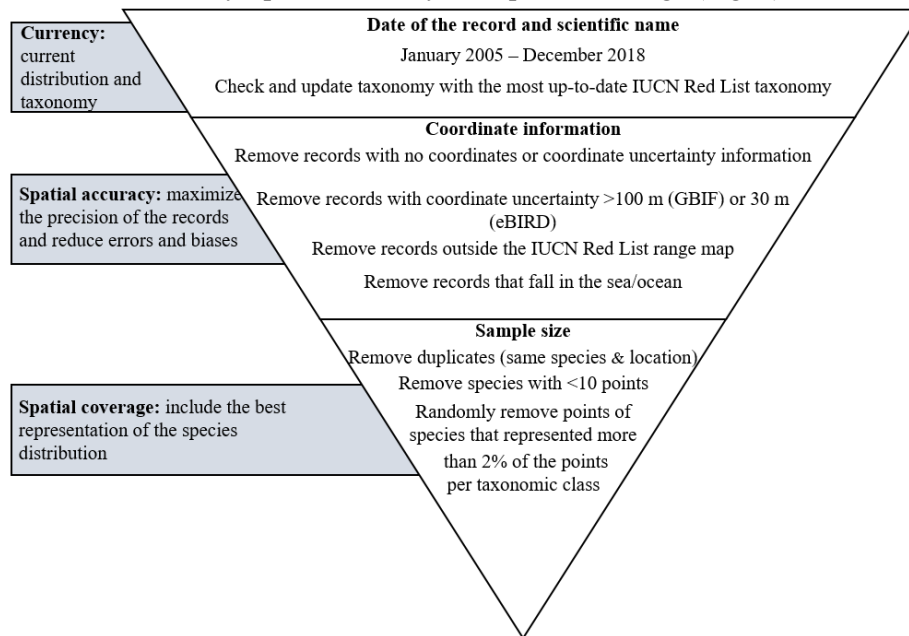 Currency:
current
distribution and
taxonomy
Date of the record and scientific name
January 2005 – December 2018
Check and update taxonomy with the most up-to-date IUCN Red List taxonomy
Spatial accuracy: maximize
the precision of the records
and reduce errors and biases
Coordinate information
Remove records with no coordinates or coordinate uncertainty information
Remove records with coordinate uncertainty >100 m (GBIF) or 30 m
(eBIRD)
Remove records outside the IUCN Red List range map
Remove records that fall in the sea/ocean
Spatial coverage: include the best
representation of the species
distribution
Sample size
Remove duplicates (same species & location)
Remove species with <10 points
Randomly remove points of
species that represented more
than 2% of the points
per taxonomic class